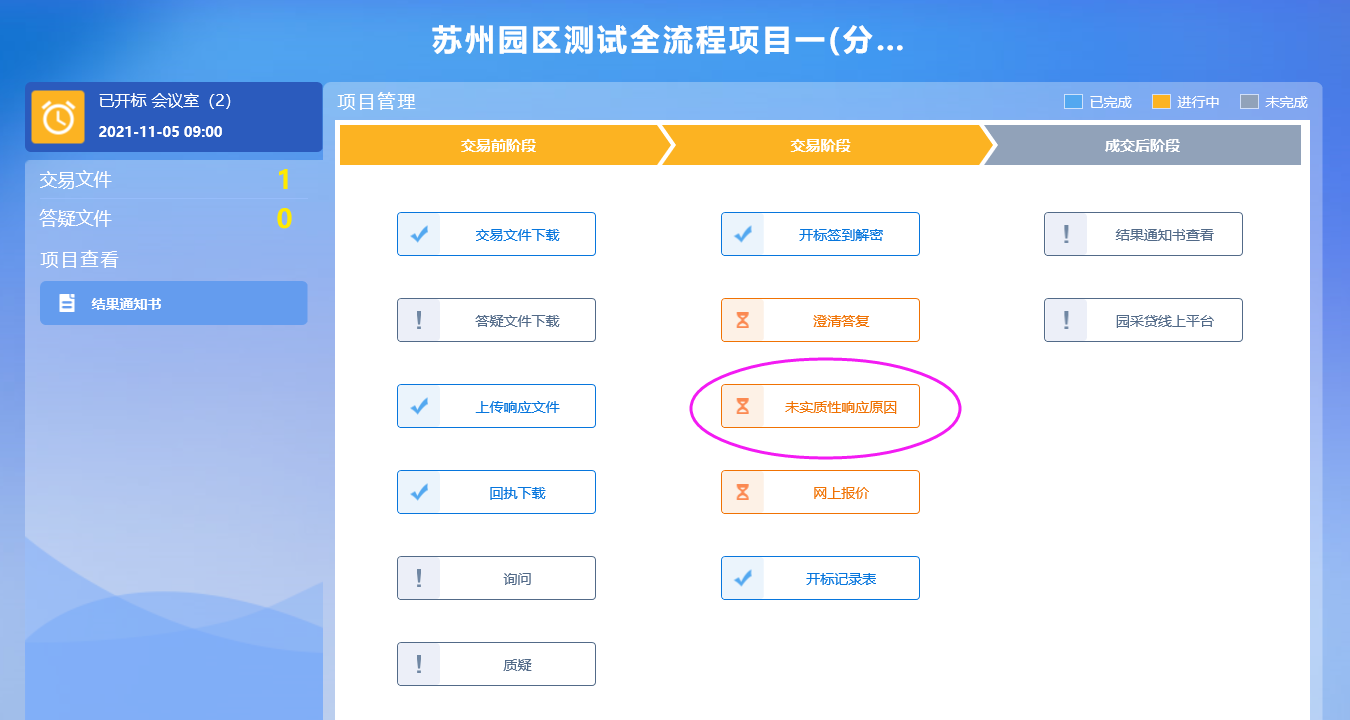 苏州园区测试全流程项目一(分...
已开标 会议室（2）
2021-11-05 09:00
交易文件 1
答疑文件 0
项目查看
结果通知书
项目管理
已完成 进行中 未完成
交易前阶段 交易阶段 成交后阶段
交易文件下载 开标签到解密 结果通知书查看
答疑文件下载 澄清答复 园采贷线上平台
上传响应文件 未实质性响应原因
回执下载 网上报价
询问 开标记录表
质疑